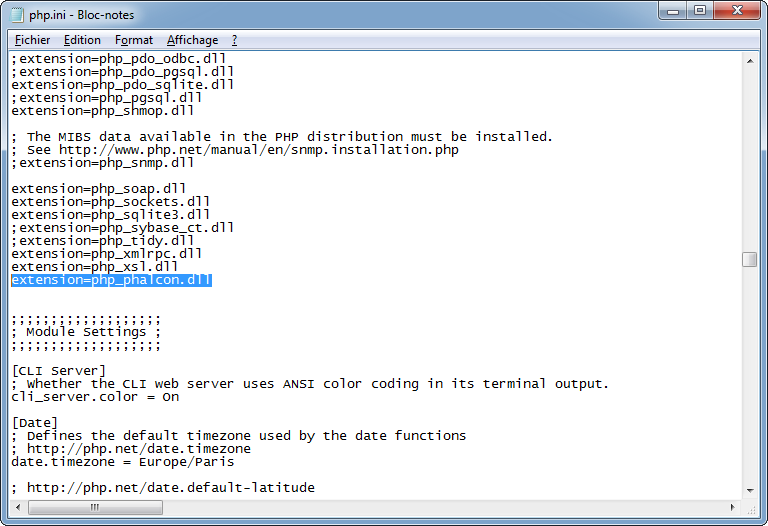 php.ini - Bloc-notes
Fichier Edition Format Affichage ?
;extension=php_pdo_odbc.dll
;extension=php_pdo_pgsql.dll
extension=php_pdo_sqlite.dll
;extension=php_pgsql.dll
extension=php_shmop.dll
; The MIBS data available in the PHP distribution must be installed.
; See http://www.php.net/manual/en/snmp.installation.php
;extension=php_snmp.dll
extension=php_soap.dll
extension=php_sockets.dll
extension=php_sqlite3.dll
;extension=php_sybase_ct.dll
;extension=php_tidy.dll
extension=php_xmlrpc.dll
extension=php_xsl.dll
extension=php_phalcon.dll
;;;;;;;;;;;;;;;;;;;
; Module Settings ;
;;;;;;;;;;;;;;;;;;;
[CLI Server]
; Whether the CLI web server uses ANSI color coding in its terminal output.
cli_server.color = On
[Date]
; Defines the default timezone used by the date functions
; http://php.net/date.timezone
date.timezone = Europe/Paris
; http://php.net/date.default-latitude